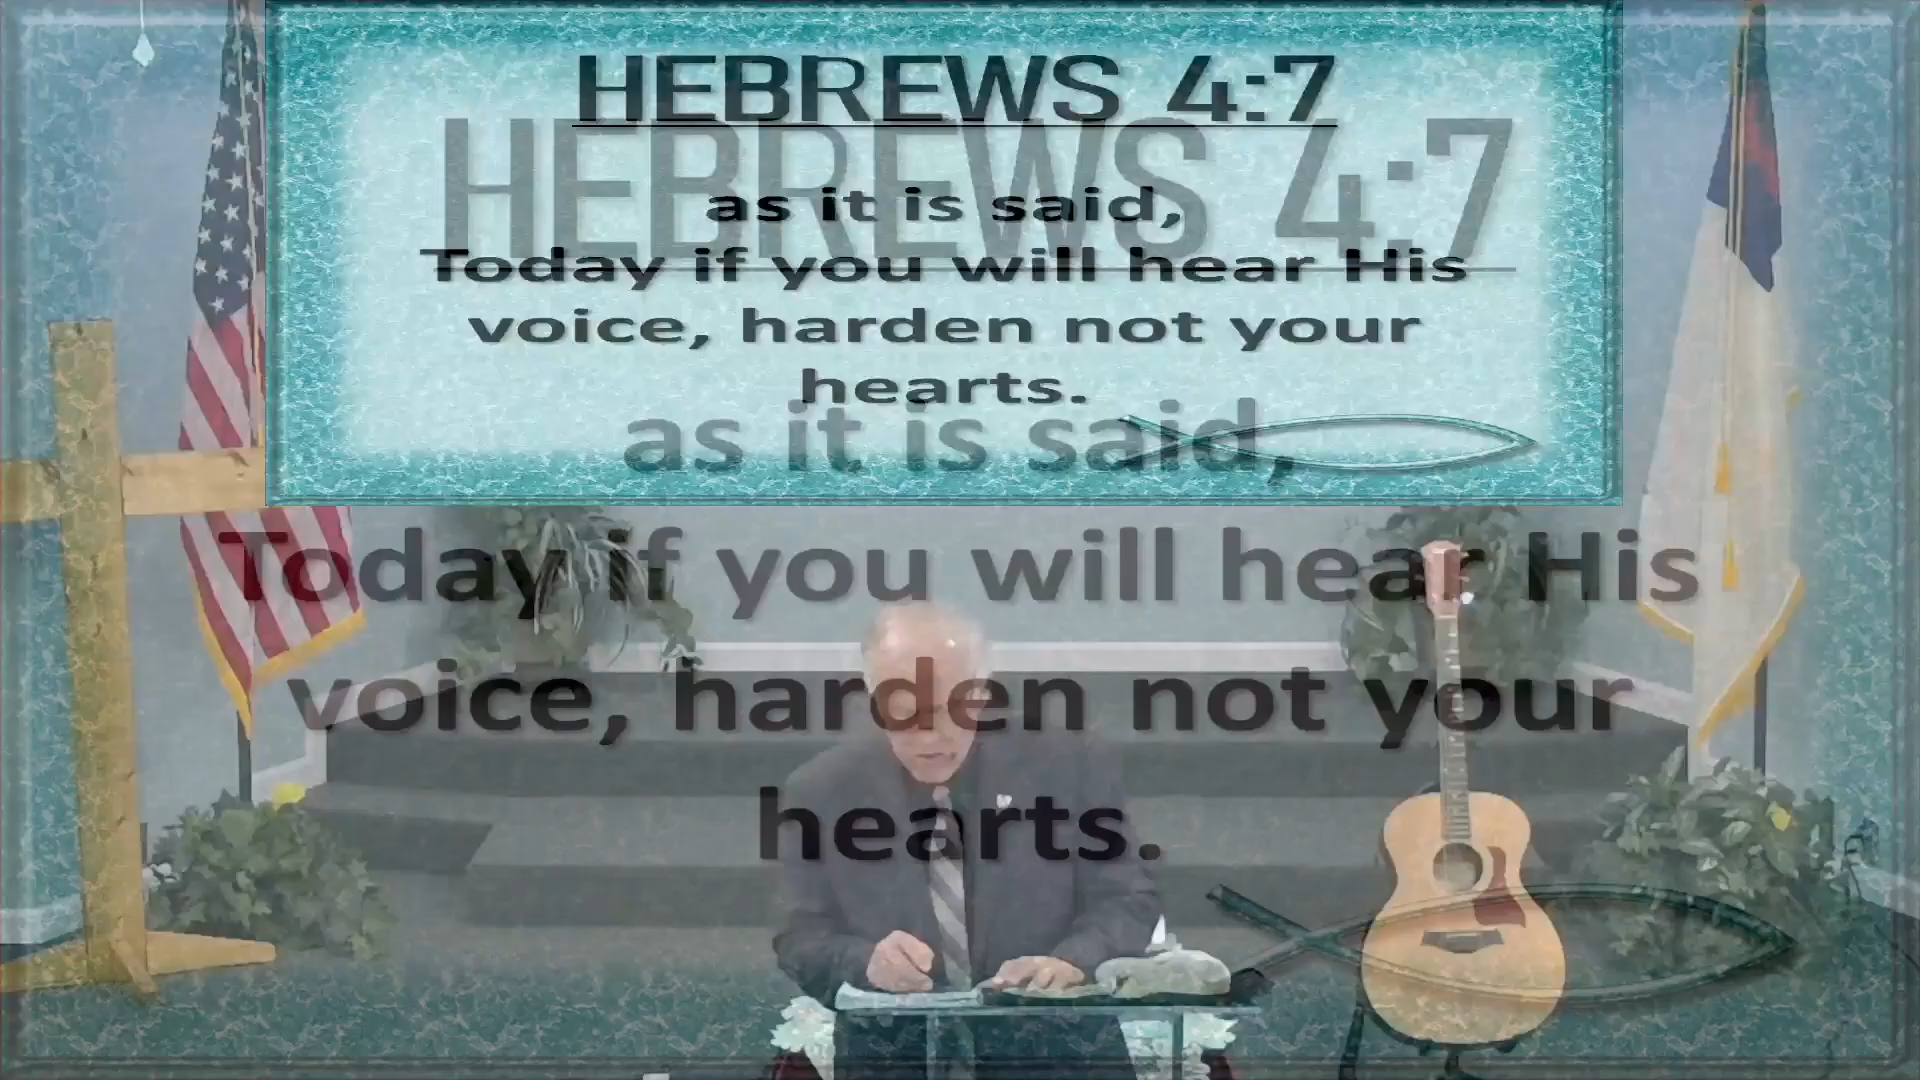 HEBREWS 4:7
as it is said,
Today if you will hear His
voice, harden not your
hearts.
HEBREWS 4:7
as it is said,
Today if you will hear His
voice, harden not your
hearts.